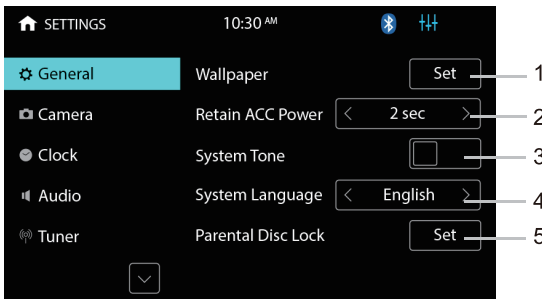 SETTINGS 10:30 AM
General Wallpaper Set 1
Camera Retain ACC Power < 2 sec > 2
Clock System Tone 3
Audio System Language < English > 4
Tuner Parental Disc Lock Set 5